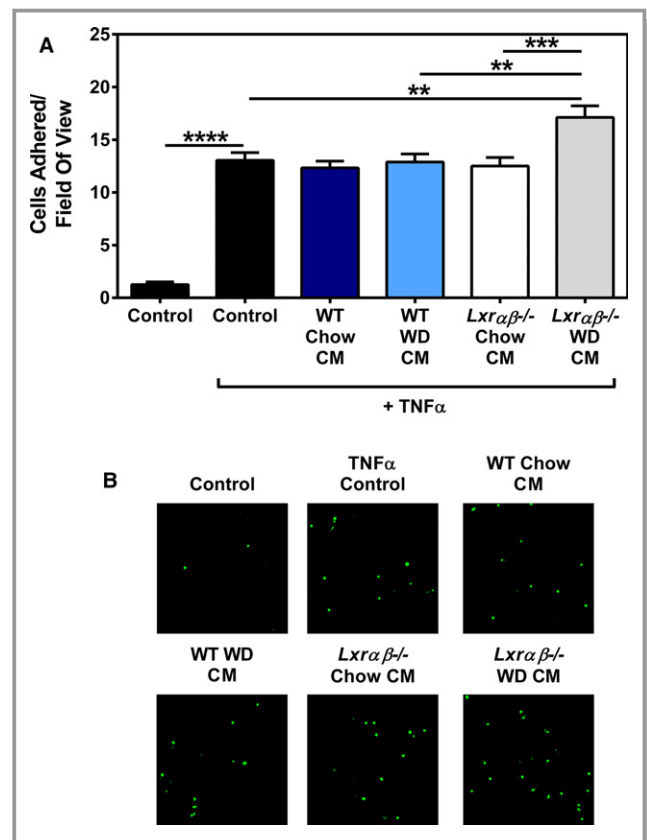 A
25
20
15
10
5
0
Cells Adhered/
Field Of View
****
**
**
***
Control
Control
WT
Chow
CM
WT
WD
CM
Lxrαβ-/-
Chow
CM
Lxrαβ-/-
WD
CM
+ TNFα
B
Control
TNFα
Control
WT Chow
CM
WT WD
CM
Lxrα β-/-
Chow CM
Lxrα β-/-
WD CM